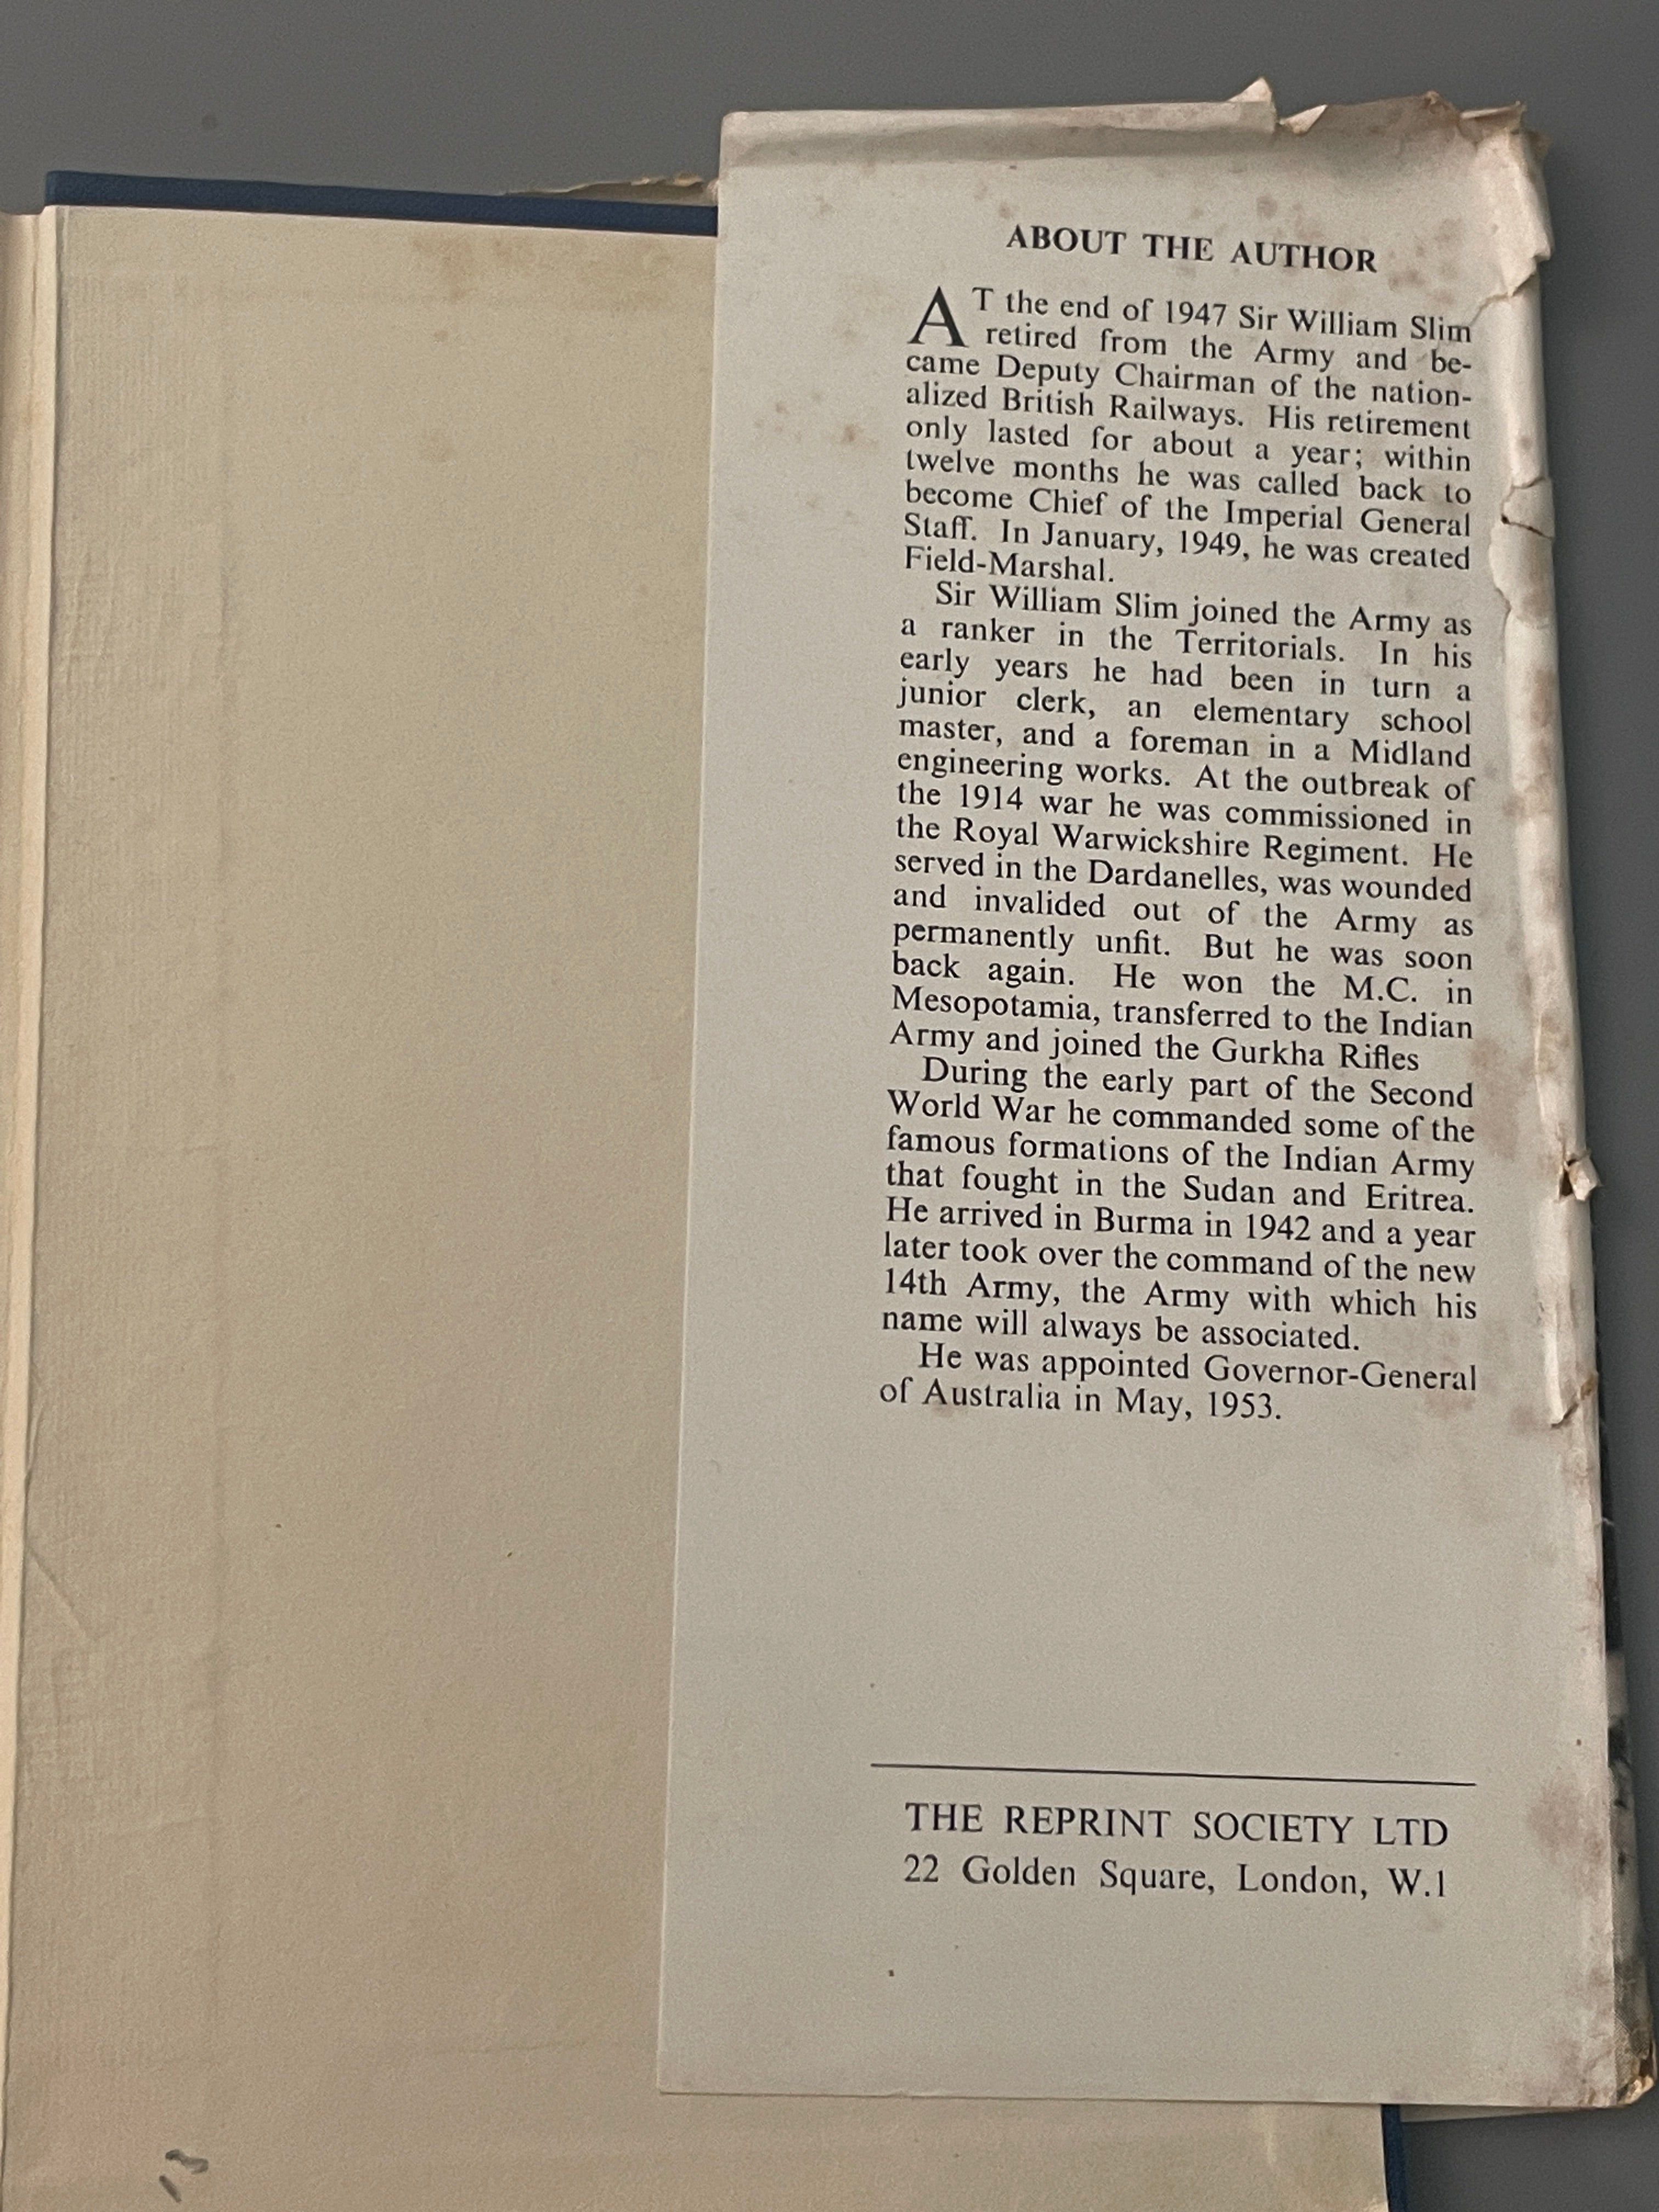 ABOUT THE AUTHOR
AT the end of 1947 Sir William Slim
retired from the Army and be-
came Deputy Chairman of the nation-
alized British Railways. His retirement
only lasted for about a year; within
twelve months he was called back to
become Chief of the Imperial General
Staff. In January, 1949, he was created
Field-Marshal.
Sir William Slim joined the Army as
a ranker in the Territorials. In his
early years he had been in turn a
junior clerk, an elementary school
master, and a foreman in a Midland
engineering works. At the outbreak of
the 1914 war he was commissioned in
the Royal Warwickshire Regiment. He
served in the Dardanelles, was wounded
and invalided out of the Army as
permanently unfit. But he was soon
back again. He won the M.C. in
Mesopotamia, transferred to the Indian
Army and joined the Gurkha Rifles
During the early part of the Second
World War he commanded some of the
famous formations of the Indian Army
that fought in the Sudan and Eritrea.
He arrived in Burma in 1942 and a year
later took over the command of the new
14th Army, the Army with which his
name will always be associated.
He was appointed Governor-General
of Australia in May, 1953.
THE REPRINT SOCIETY LTD
22 Golden Square, London, W.1